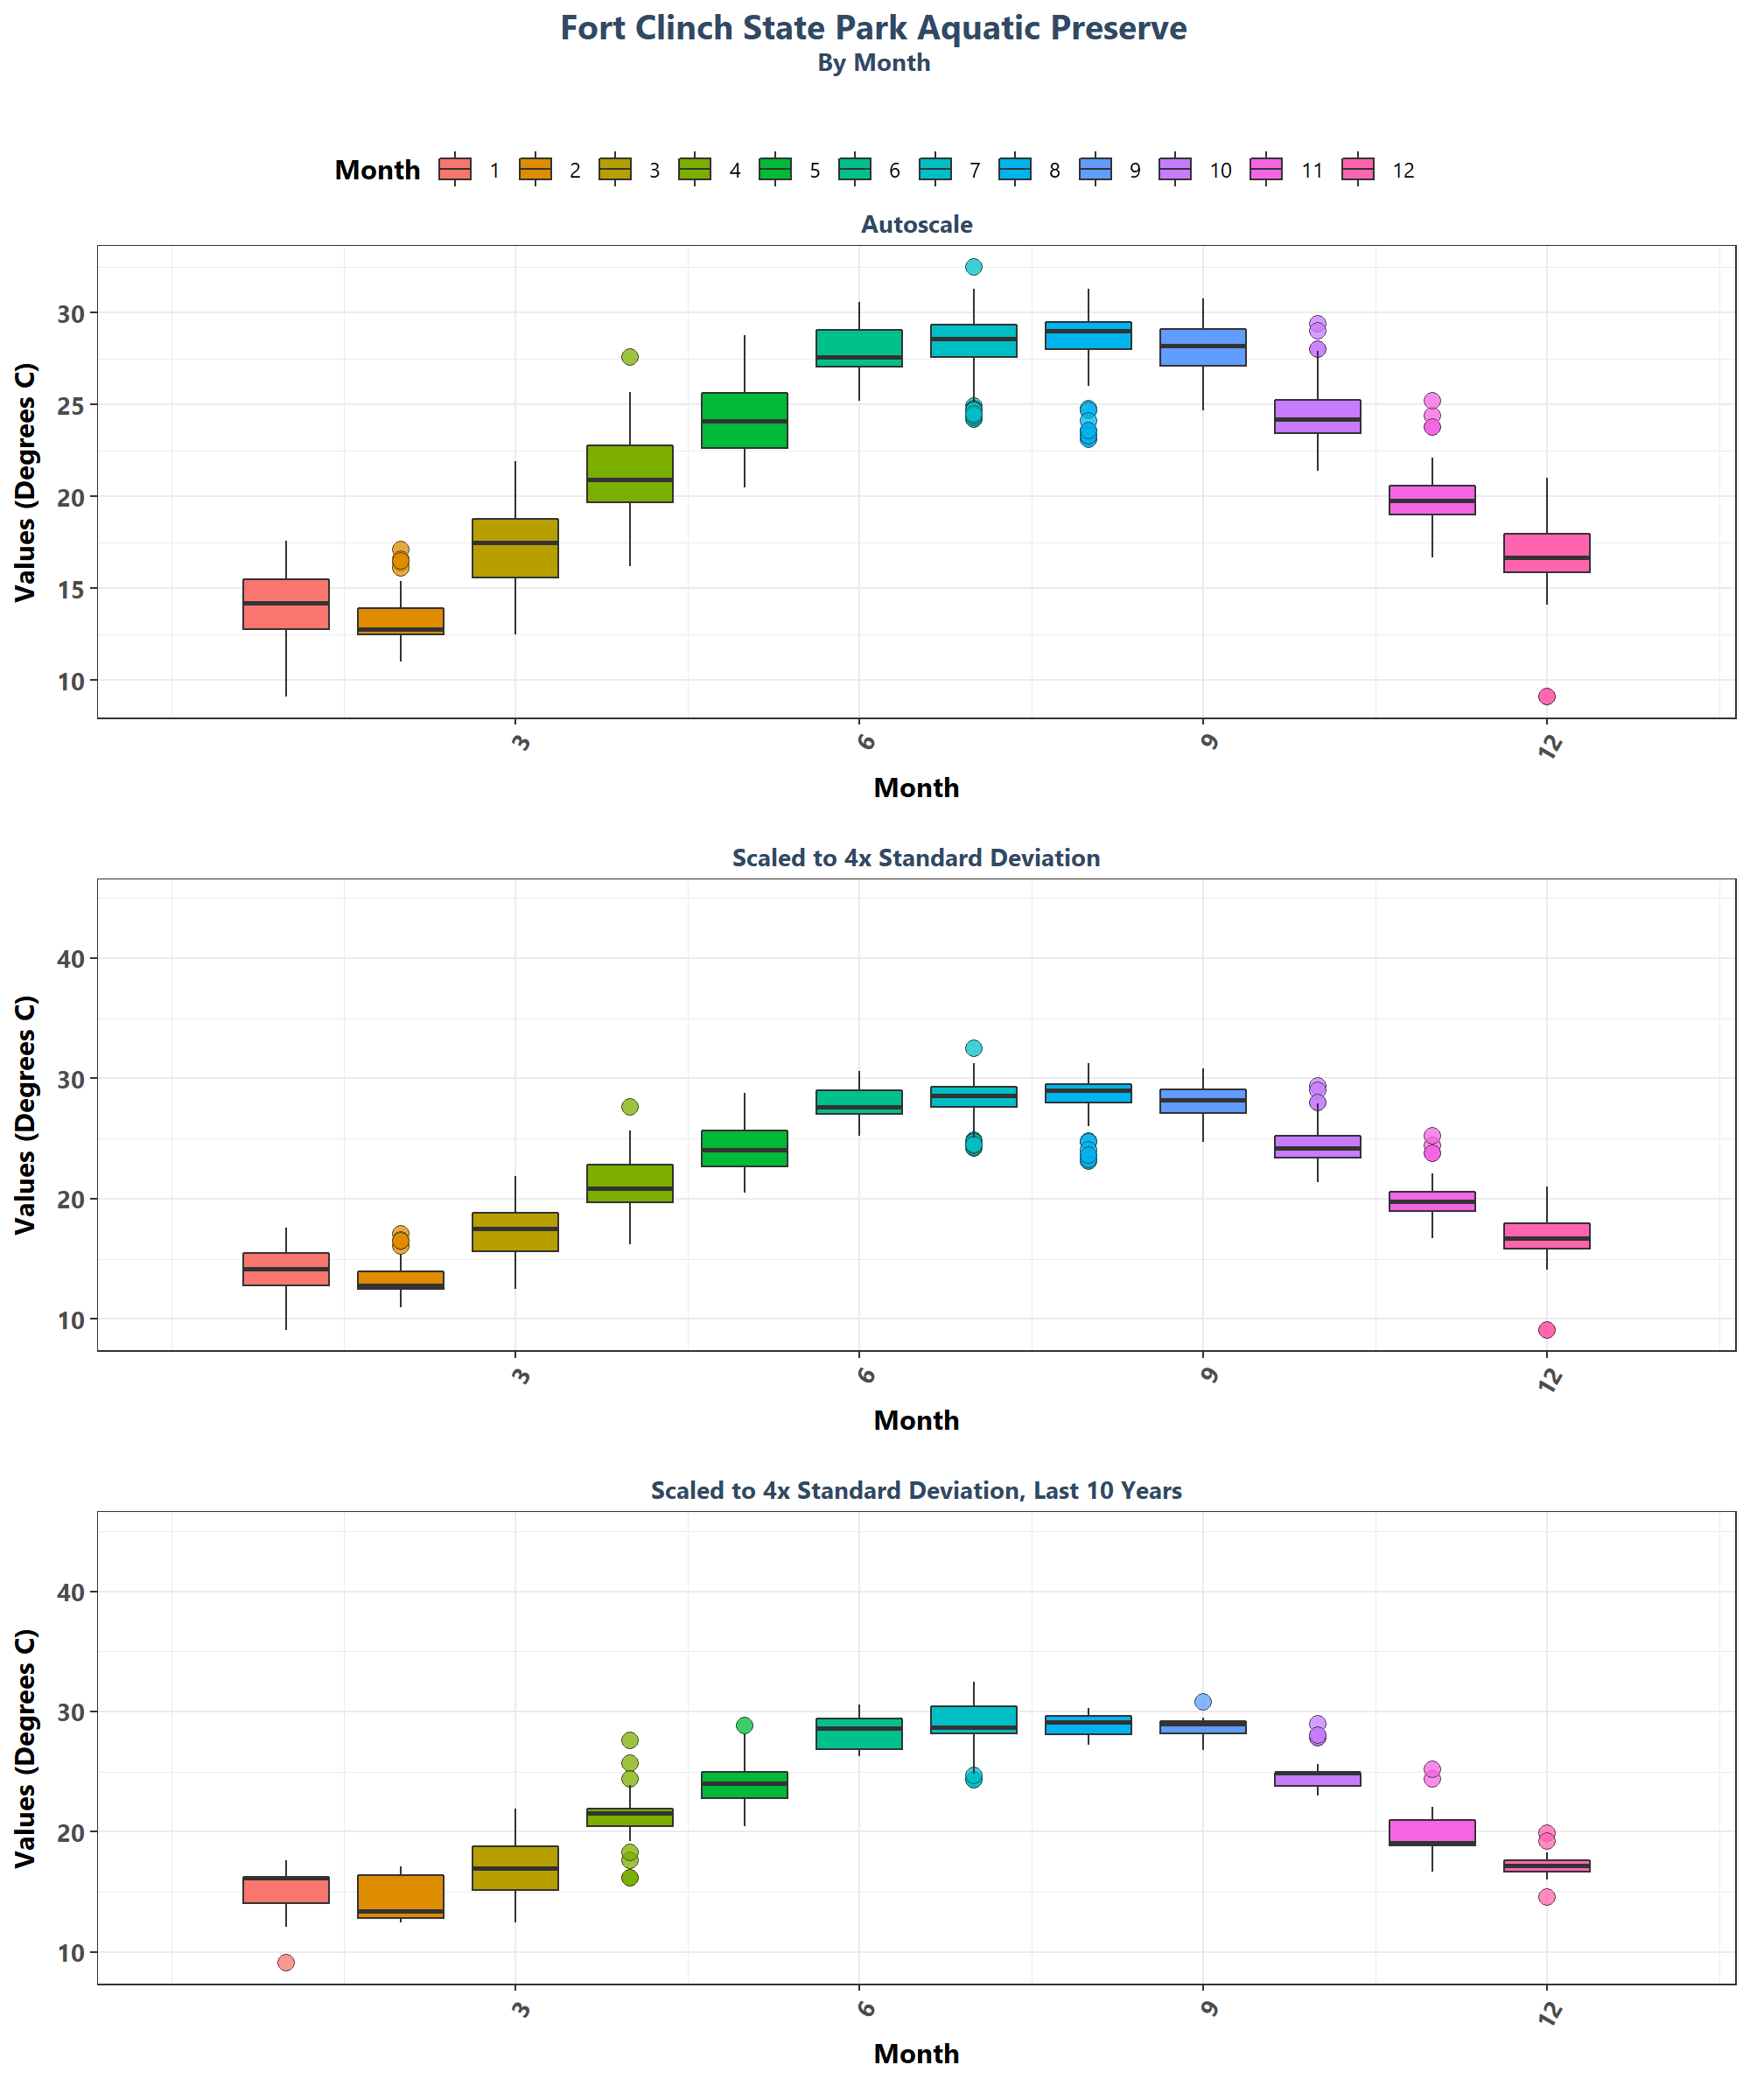 Fort Clinch State Park Aquatic Preserve
By Month
Month 1 2 3 4 5 6 7 8 9 10 11 12
Autoscale
Values (Degrees C)
30
25
20
15
10
3 6 9 12
Month
Scaled to 4x Standard Deviation
Values (Degrees C)
40
30
20
10
3 6 9 12
Month
Scaled to 4x Standard Deviation, Last 10 Years
Values (Degrees C)
40
30
20
10
3 6 9 12
Month